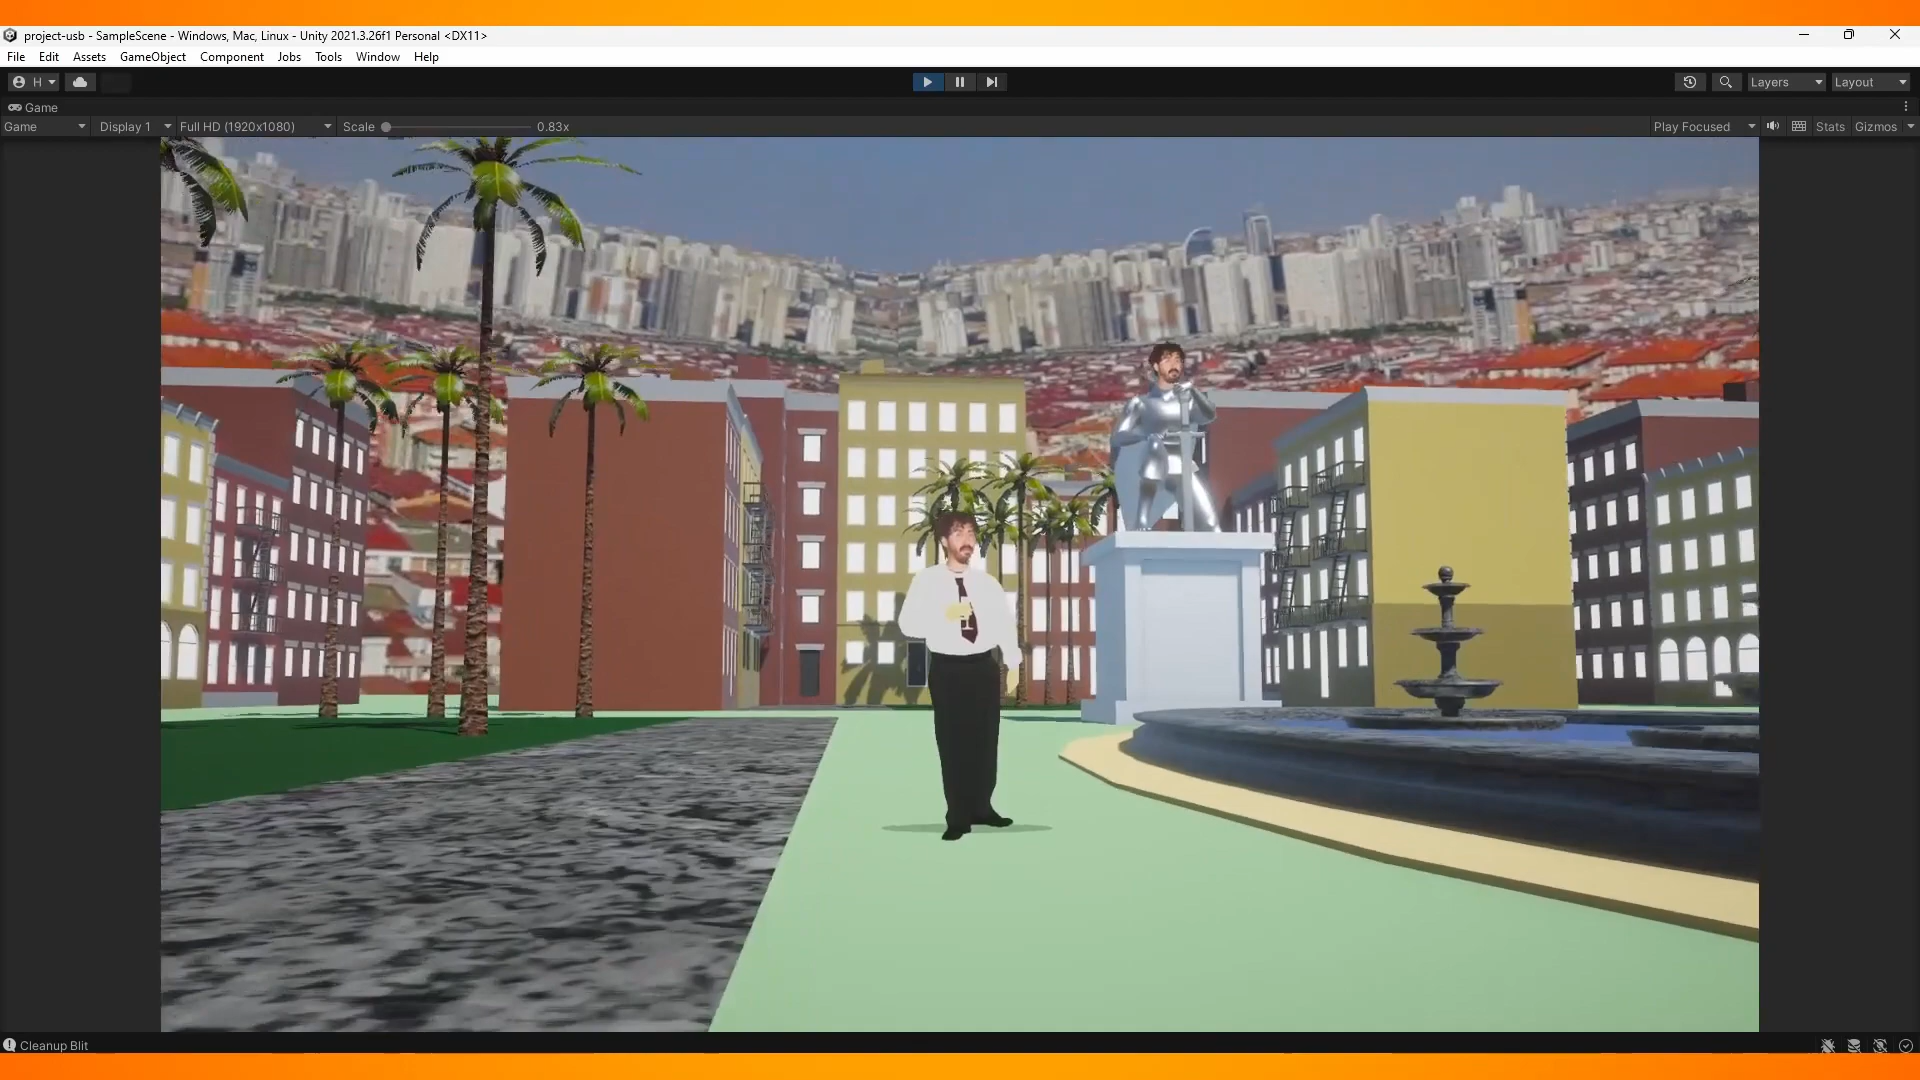 project-usb - SampleScene - Windows, Mac, Linux - Unity 2021.3.26f1 Personal <DX11>
File Edit Assets GameObject Component Jobs Tools Window Help
H Layers Layout
Game
Game Display 1 Full HD (1920x1080) Scale 0.83x Play Focused Stats Gizmos
Cleanup Blit